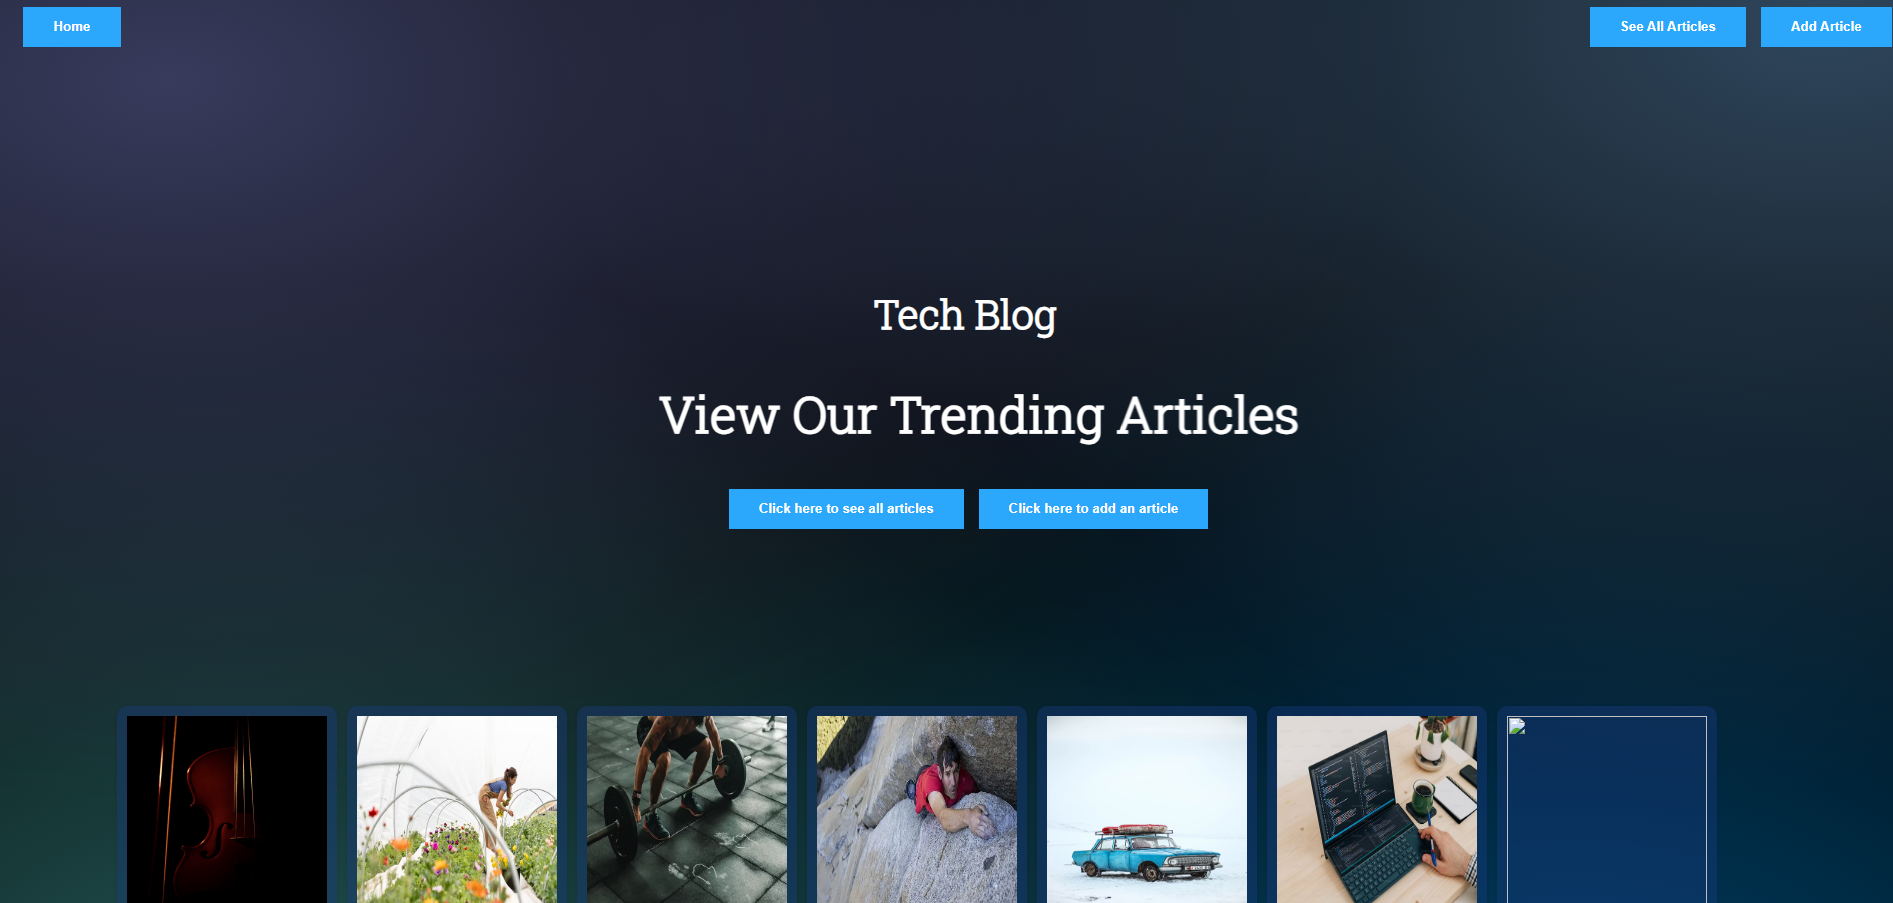 Home
See All Articles
Add Article
Tech Blog
View Our Trending Articles
Click here to see all articles
Click here to add an article